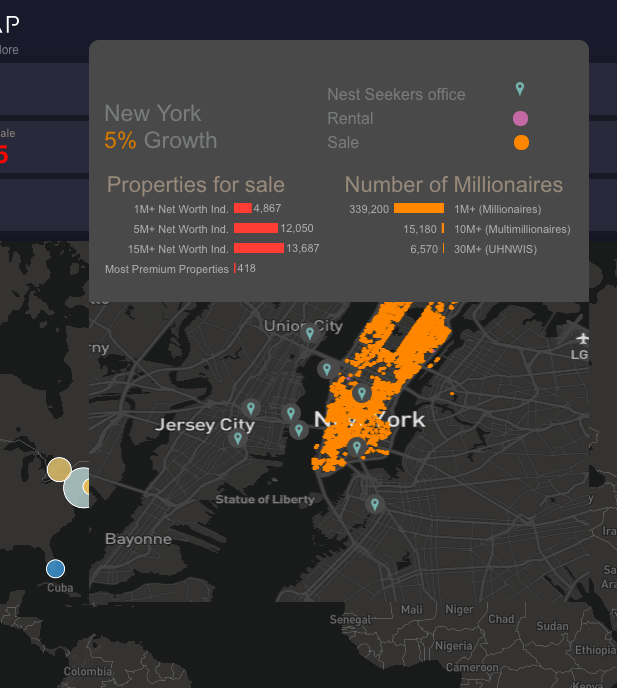 AP
ale
5
New York
5% Growth
Nest Seekers office
Rental
Sale
Properties for sale
1M+ Net Worth Ind. 4,867
5M+ Net Worth Ind. 12,050
15M+ Net Worth Ind. 13,687
Most Premium Properties 418
Number of Millionaires
339,200 1M+ (Millionaires)
15,180 10M+ (Multimillionaires)
6,570 30M+ (UHNWIS)
Union City
rny
LG
Jersey City
New York
Statue of Liberty
Bayonne
Cuba
Colombia
Senegal
Mali
Niger
Chad
Sudan
Nigeria
Ethiopia
Cameroon
Kenya
Ira
Sa
Ara